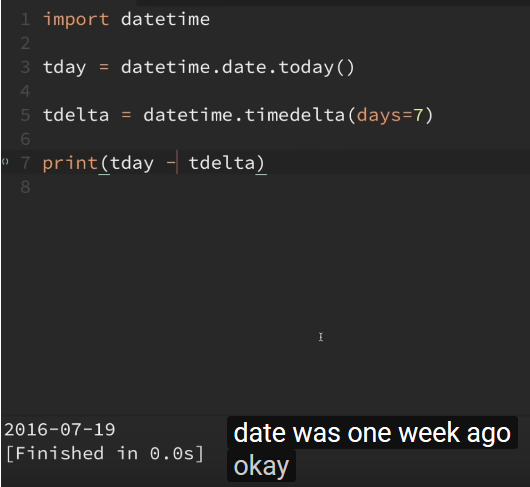 1 import datetime
2
3 tday = datetime.date.today()
4
5 tdelta = datetime.timedelta(days=7)
6
() 7 print(tday - tdelta)
8
2016-07-19
[Finished in 0.0s]
date was one week ago
okay